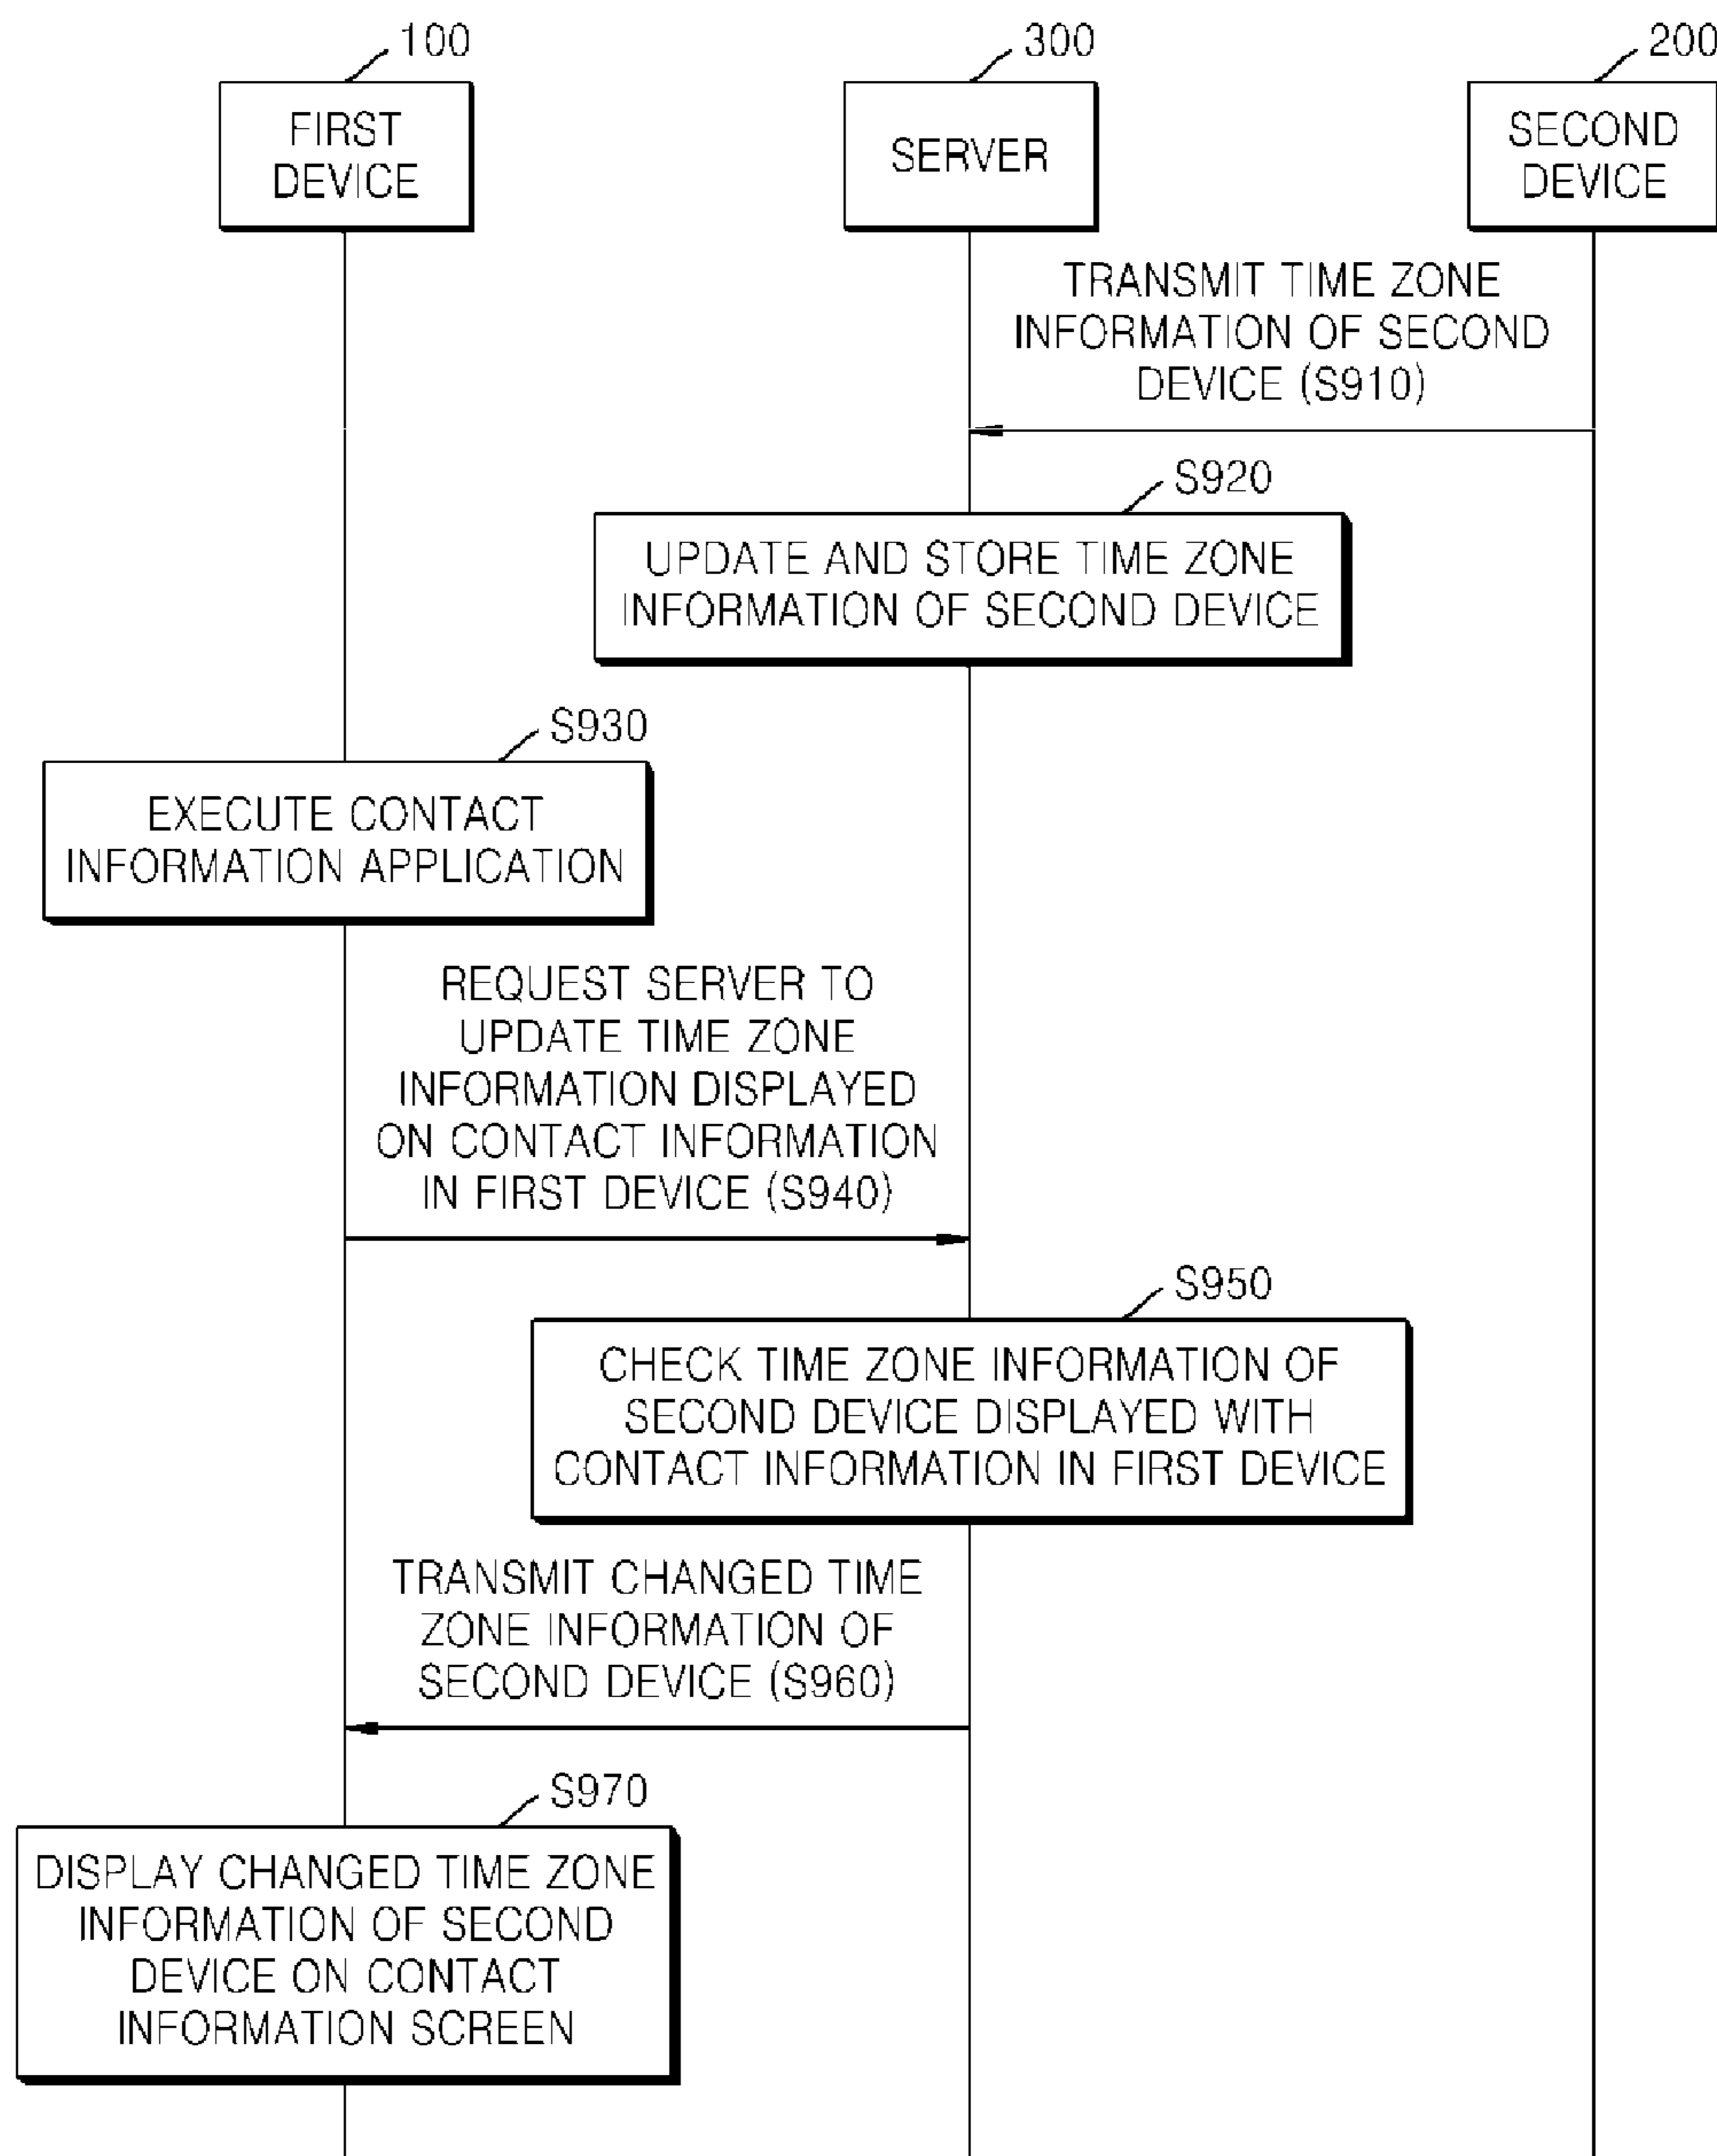 100
300
200
FIRST
DEVICE
SERVER
SECOND
DEVICE
TRANSMIT TIME ZONE
INFORMATION OF SECOND
DEVICE (S910)
S920
UPDATE AND STORE TIME ZONE
INFORMATION OF SECOND DEVICE
S930
EXECUTE CONTACT
INFORMATION APPLICATION
REQUEST SERVER TO
UPDATE TIME ZONE
INFORMATION DISPLAYED
ON CONTACT INFORMATION
IN FIRST DEVICE (S940)
S950
CHECK TIME ZONE INFORMATION OF
SECOND DEVICE DISPLAYED WITH
CONTACT INFORMATION IN FIRST DEVICE
TRANSMIT CHANGED TIME
ZONE INFORMATION OF
SECOND DEVICE (S960)
S970
DISPLAY CHANGED TIME ZONE
INFORMATION OF SECOND
DEVICE ON CONTACT
INFORMATION SCREEN